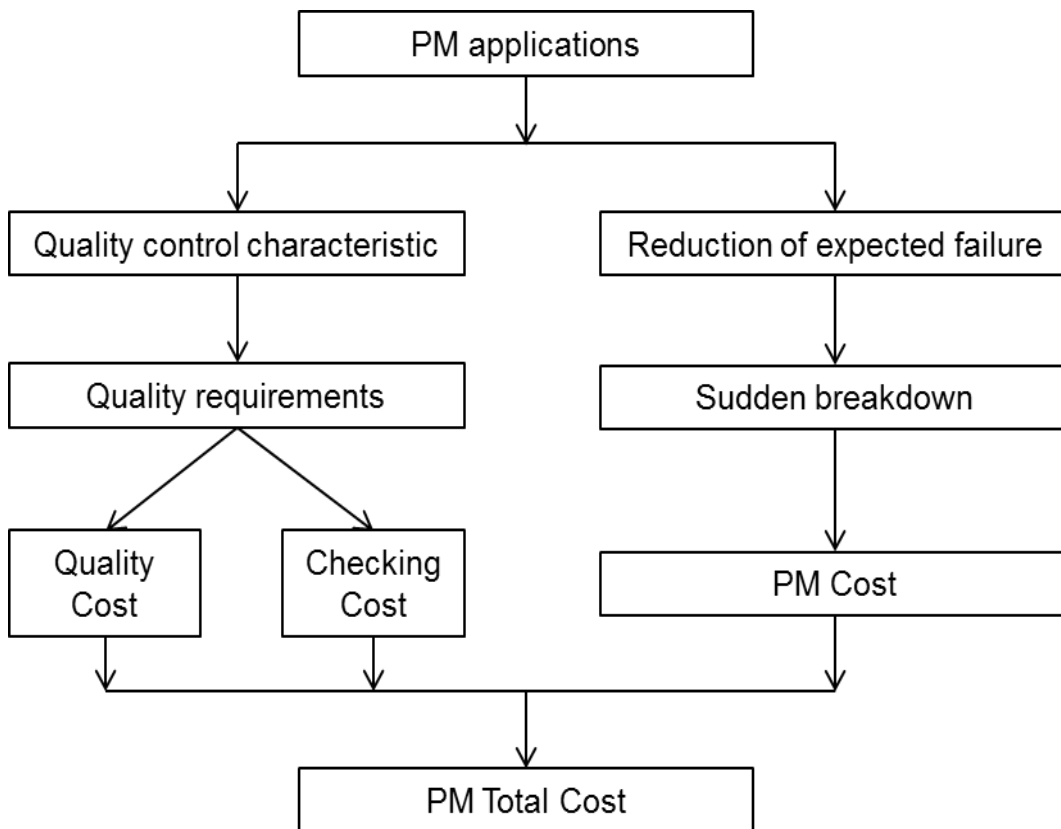 PM applications
Quality control characteristic
Reduction of expected failure
Quality requirements
Sudden breakdown
Quality
Cost
Checking
Cost
PM Cost
PM Total Cost